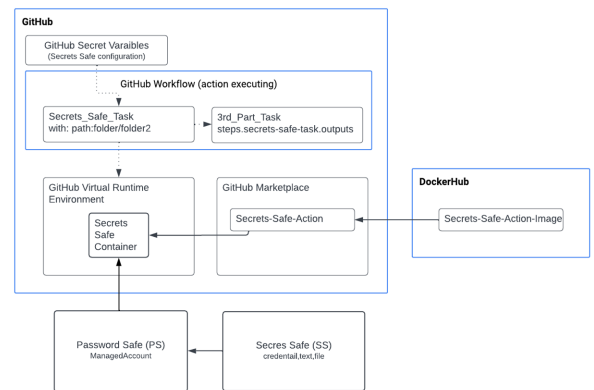 GitHub
GitHub Secret Varaibles
(Secrets Safe configuration)
GitHub Workflow (action executing)
Secrets_Safe_Task
with: path:folder/folder2
3rd_Part_Task
steps.secrets-safe-task.outputs
GitHub Virtual Runtime
Environment
Secrets
Safe
Container
GitHub Marketplace
Secrets-Safe-Action
DockerHub
Secrets-Safe-Action-Image
Password Safe (PS)
ManagedAccount
Secres Safe (SS)
credentail,text,file